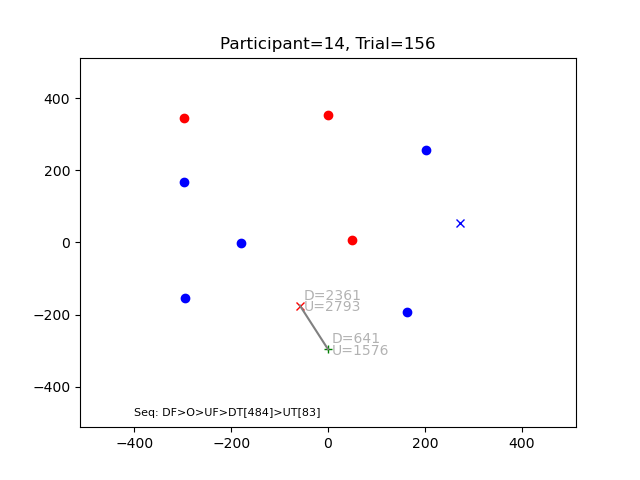 Participant=14, Trial=156
400
200
0
−200
−400
D=2361
U=2793
D=641
U=1576
Seq: DF>O>UF>DT[484]>UT[83]
−400 −200 0 200 400